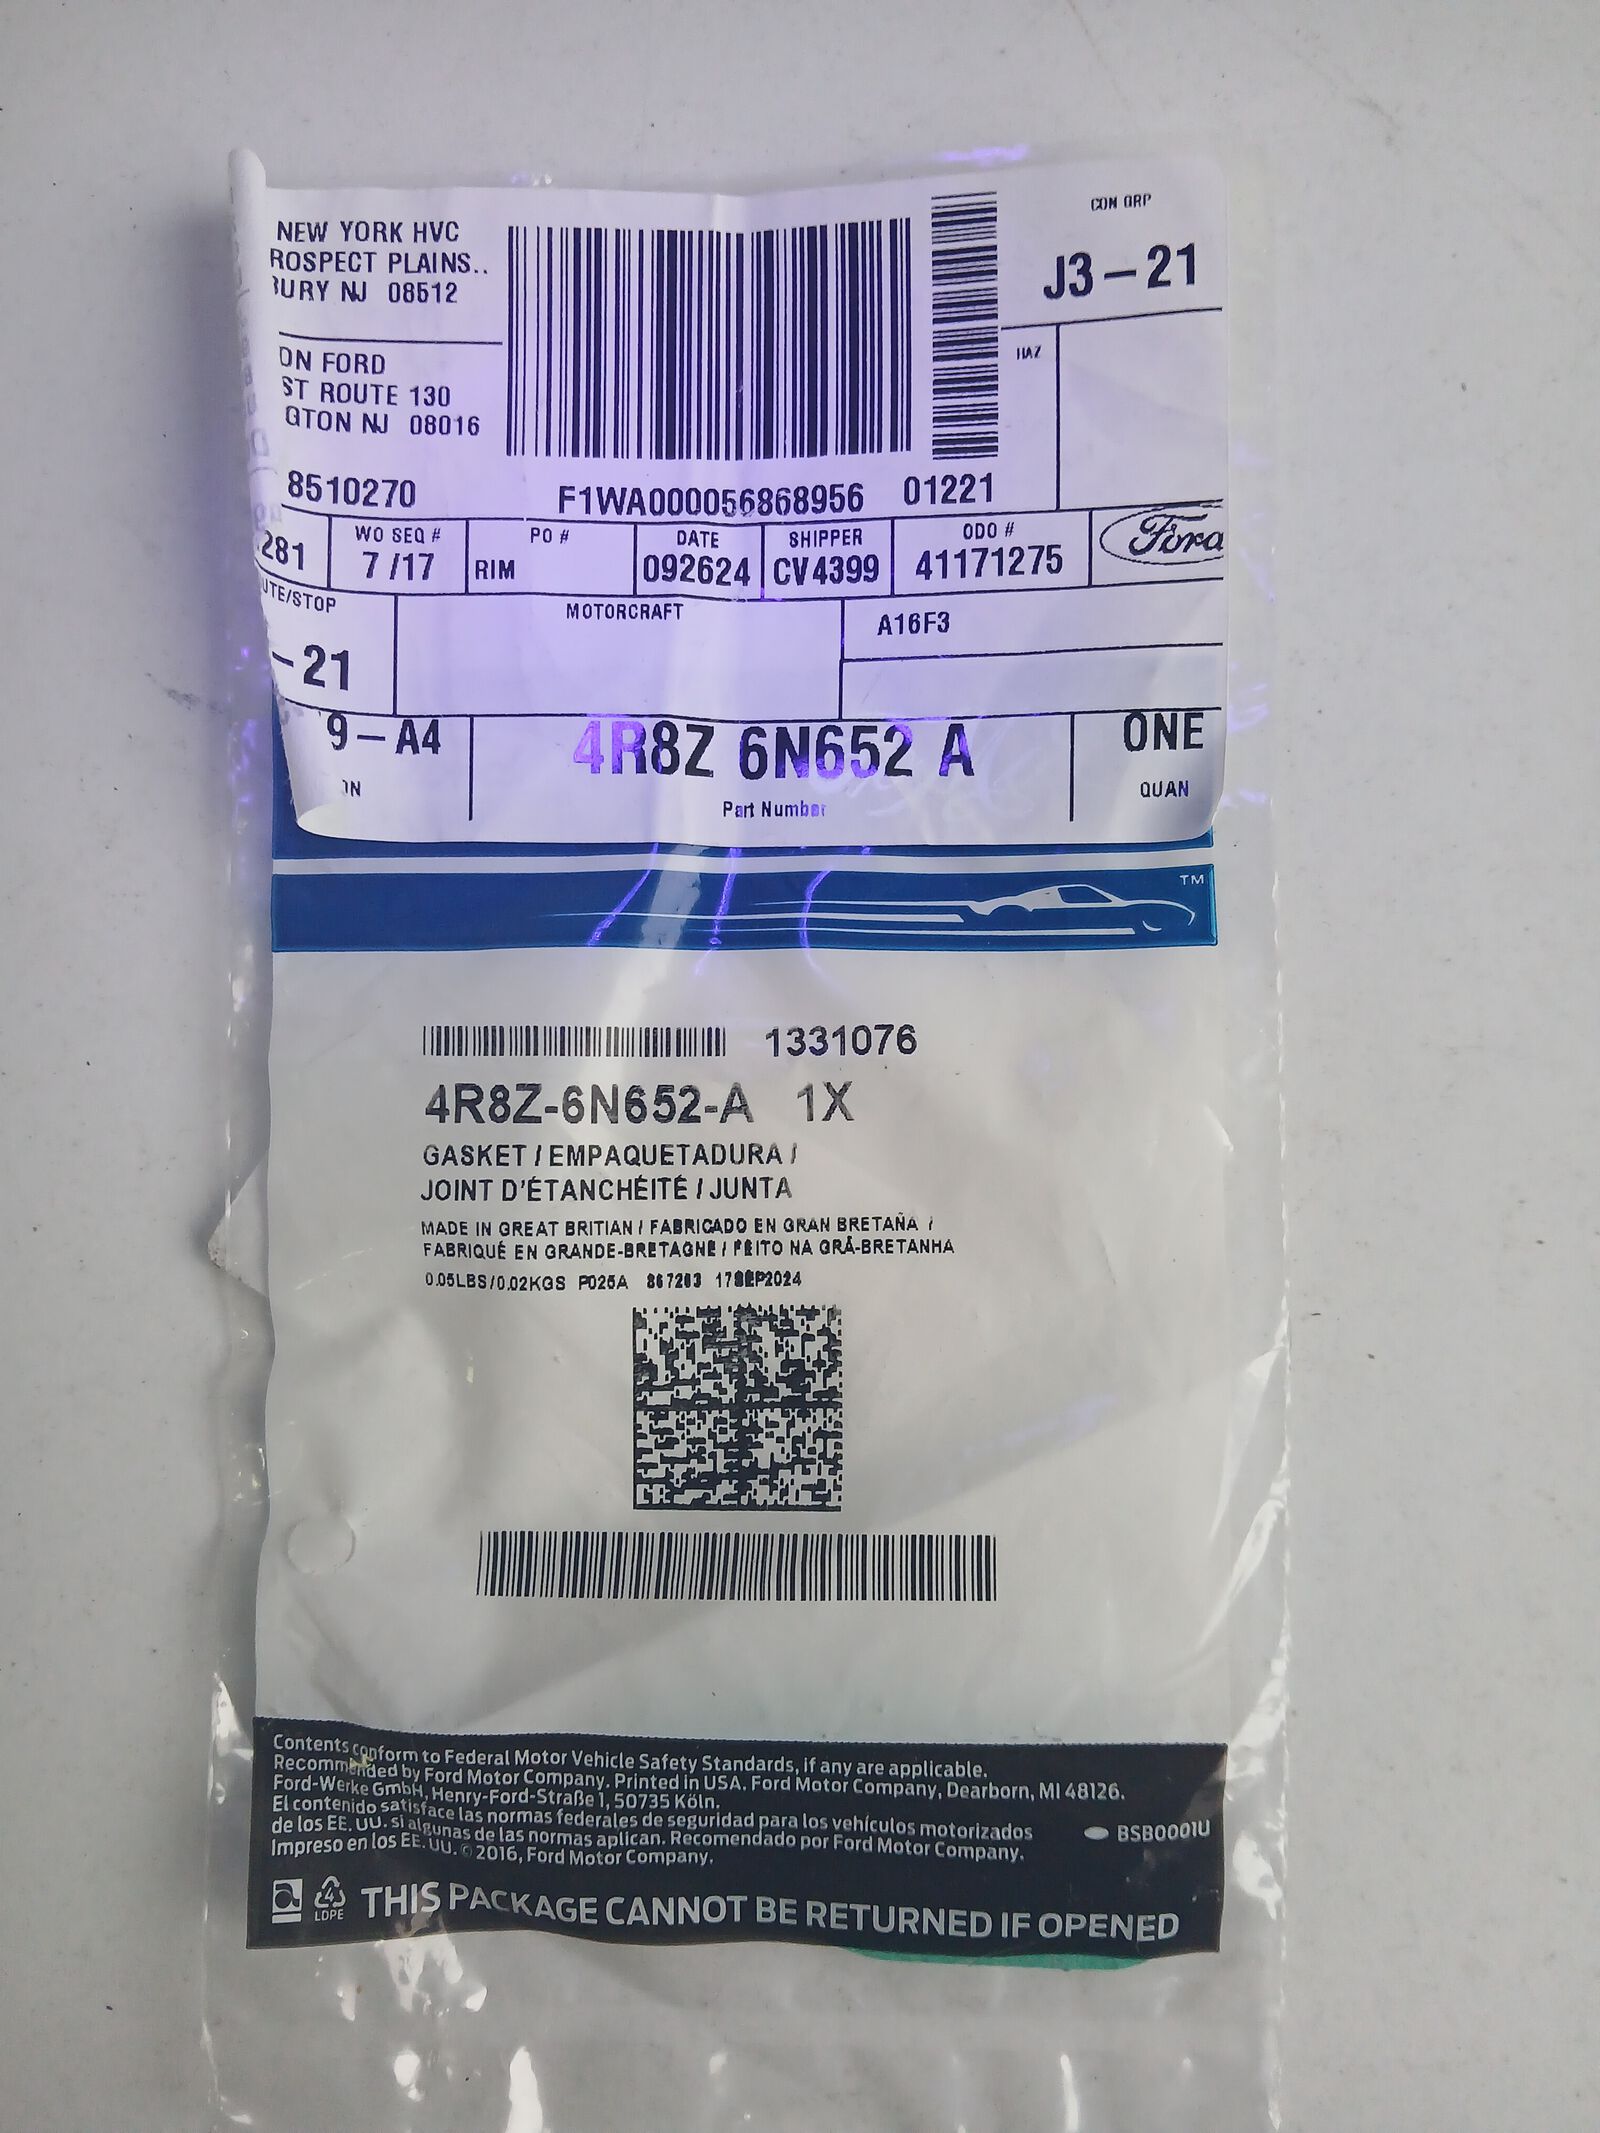 NEW YORK HVC
ROSPECT PLAINS..
BURY NJ 08512
ON FORD
ST ROUTE 130
GTON NJ 08016
CON GRP
J3-21
HAZ
8510270
F1WA000056868956
01221
281
WO SEQ #
7/17
PO #
RIM
DATE
092624
SHIPPER
CV4399
ODO #
41171275
Ford
UTE/STOP
-21
MOTORCRAFT
A16F3
9-A4
ON
4R8Z 6N652 A
Part Number
ONE
QUAN
TM
1331076
4R8Z-6N652-A 1X
GASKET / EMPAQUETADURA /
JOINT D'ÉTANCHÉITÉ / JUNTA
MADE IN GREAT BRITIAN / FABRICADO EN GRAN BRETAÑA /
FABRIQUÉ EN GRANDE-BRETAGNE / FEITO NA GRÃ-BRETANHA
0.05LBS/0.02KGS P025A 867203 17SEP2024
Contents conform to Federal Motor Vehicle Safety Standards, if any are applicable.
Recommended by Ford Motor Company. Printed in USA. Ford Motor Company, Dearborn, MI 48126.
Ford-Werke GmbH, Henry-Ford-Straße 1, 50735 Köln.
El contenido satisface las normas federales de seguridad para los vehículos motorizados
de los EE. UU. si algunas de las normas aplican. Recomendado por Ford Motor Company.
Impreso en los EE. UU. © 2016, Ford Motor Company.
BSB0001U
4
LDPE
THIS PACKAGE CANNOT BE RETURNED IF OPENED